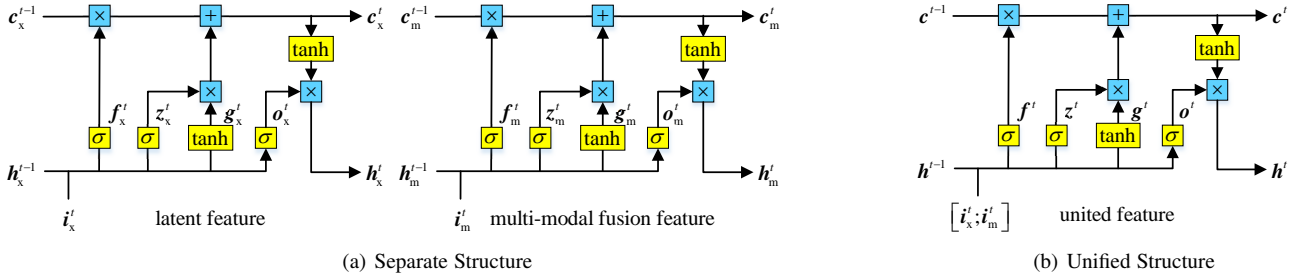 c_x^{t-1} × + c_x^t c_m^{t-1} × + c_m^t c^{t-1} × + c^t
tanh tanh tanh
× × × × × ×
f_x^t z_x^t g_x^t o_x^t f_m^t z_m^t g_m^t o_m^t f^t z^t g^t o^t
σ σ tanh σ σ σ tanh σ σ σ tanh σ
h_x^{t-1} h_x^t h_m^{t-1} h_m^t h^{t-1} h^t
i_x^t latent feature i_m^t multi-modal fusion feature [i_x^t; i_m^t] united feature
(a) Separate Structure (b) Unified Structure